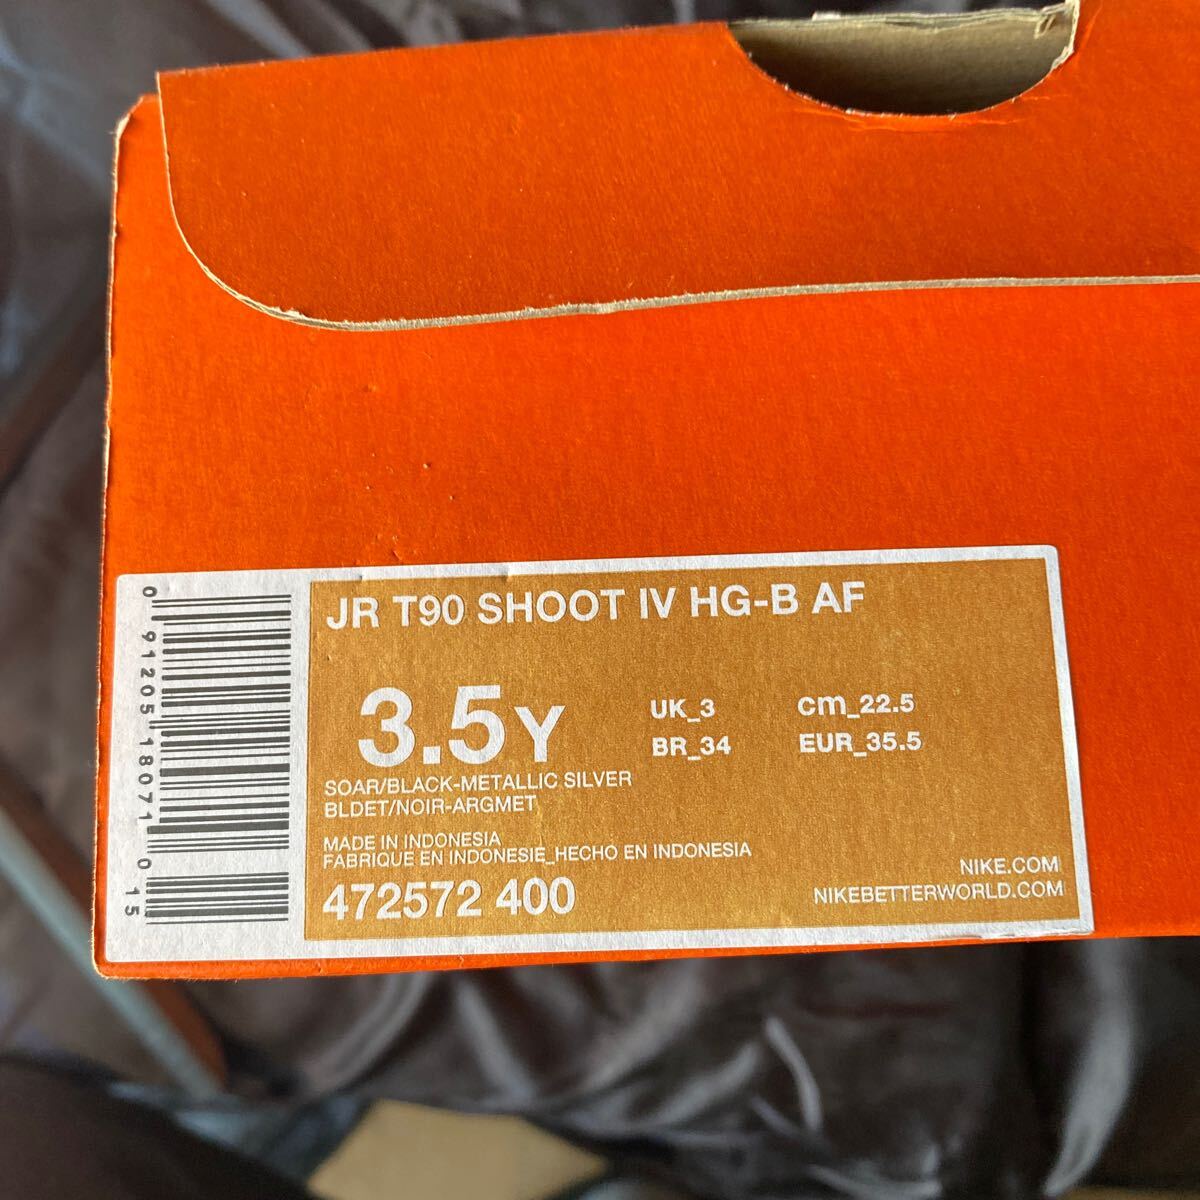 JR T90 SHOOT IV HG-B AF
3.5Y
UK_3 cm_22.5
BR_34 EUR_35.5
SOAR/BLACK-METALLIC SILVER
BLDET/NOIR-ARGMET
MADE IN INDONESIA
FABRIQUE EN INDONESIE_HECHO EN INDONESIA
472572 400
NIKE.COM
NIKEBETTERWORLD.COM
0 91205 18071 0 15